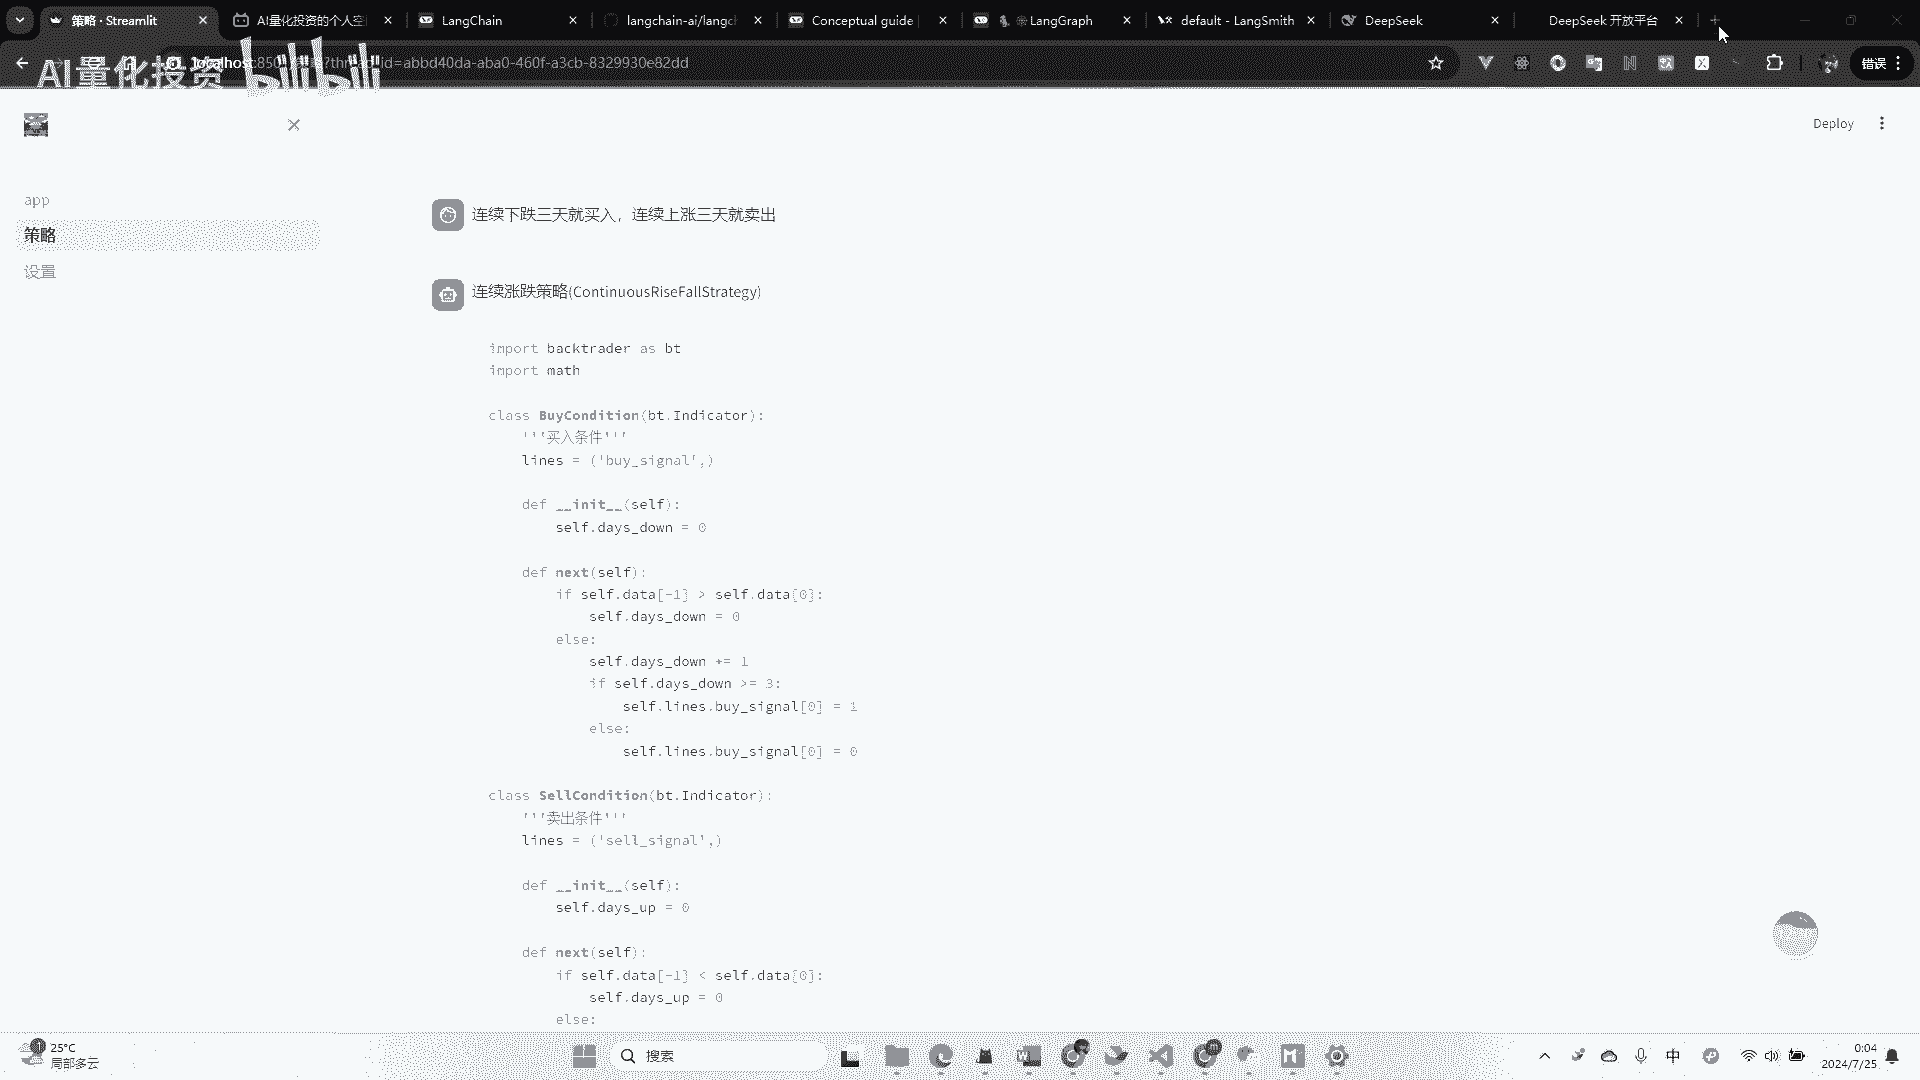 策略 · Streamlit
AI量化投资的个人空
LangChain
langchain-ai/langch
Conceptual guide
LangGraph
default - LangSmith
DeepSeek
DeepSeek 开放平台
AI量化投资 bilibili
id=abbd40da-aba0-460f-a3cb-8329930e82dd
错误
Deploy
app
策略
设置
连续下跌三天就买入，连续上涨三天就卖出
连续涨跌策略(ContinuousRiseFallStrategy)
import backtrader as bt
import math
class BuyCondition(bt.Indicator):
'''买入条件'''
lines = ('buy_signal',)
def __init__(self):
self.days_down = 0
def next(self):
if self.data[-1] > self.data[0]:
self.days_down = 0
else:
self.days_down += 1
if self.days_down >= 3:
self.lines.buy_signal[0] = 1
else:
self.lines.buy_signal[0] = 0
class SellCondition(bt.Indicator):
'''卖出条件'''
lines = ('sell_signal',)
def __init__(self):
self.days_up = 0
def next(self):
if self.data[-1] < self.data[0]:
self.days_up = 0
else:
25°C
局部多云
搜索
中
0:04
2024/7/25